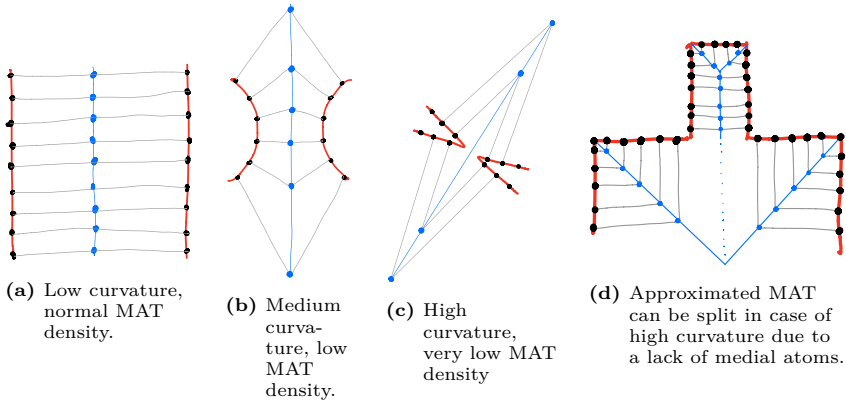 (a) Low curvature,
normal MAT
density.
(b) Medium
curva-
ture, low
MAT
density.
(c) High
curvature,
very low MAT
density
(d) Approximated MAT
can be split in case of
high curvature due to
a lack of medial atoms.